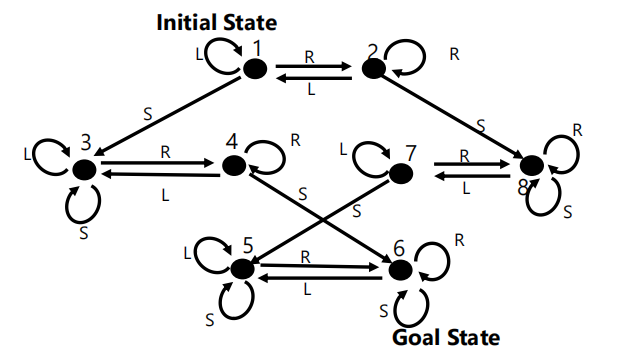 Initial State
L 1 R 2 R
L
S S
3 R 4 R L 7 R R
L
L L 8
S S S S
L 5 R 6 R
L
S S
Goal State